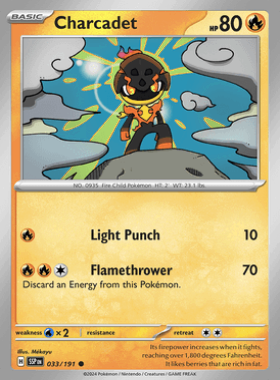 BASIC
Charcadet
HP 80
NO. 0935 Fire Child Pokémon HT: 2' WT: 23.1 lbs.
Light Punch 10
Flamethrower 70
Discard an Energy from this Pokémon.
weakness ×2 resistance retreat
Illus. Mékayu
H SSP EN 033/191
Its firepower increases when it fights,
reaching over 1,800 degrees Fahrenheit.
It likes berries that are rich in fat.
©2024 Pokémon / Nintendo / Creatures / GAME FREAK